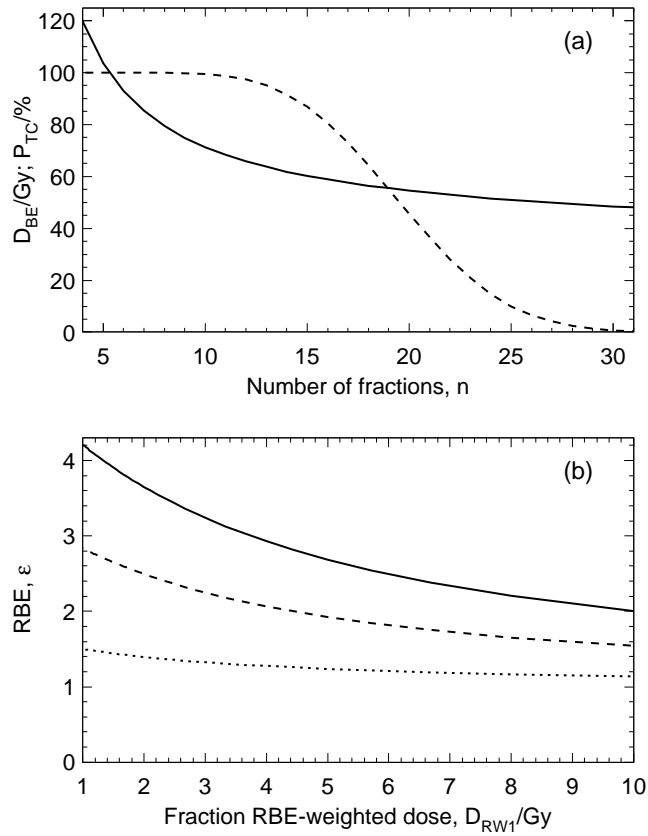 120
100
80
60
40
20
0
D_BE/Gy; P_TC/%
(a)
5 10 15 20 25 30
Number of fractions, n
4
3
2
1
0
RBE, ε
(b)
1 2 3 4 5 6 7 8 9 10
Fraction RBE-weighted dose, D_RW1/Gy